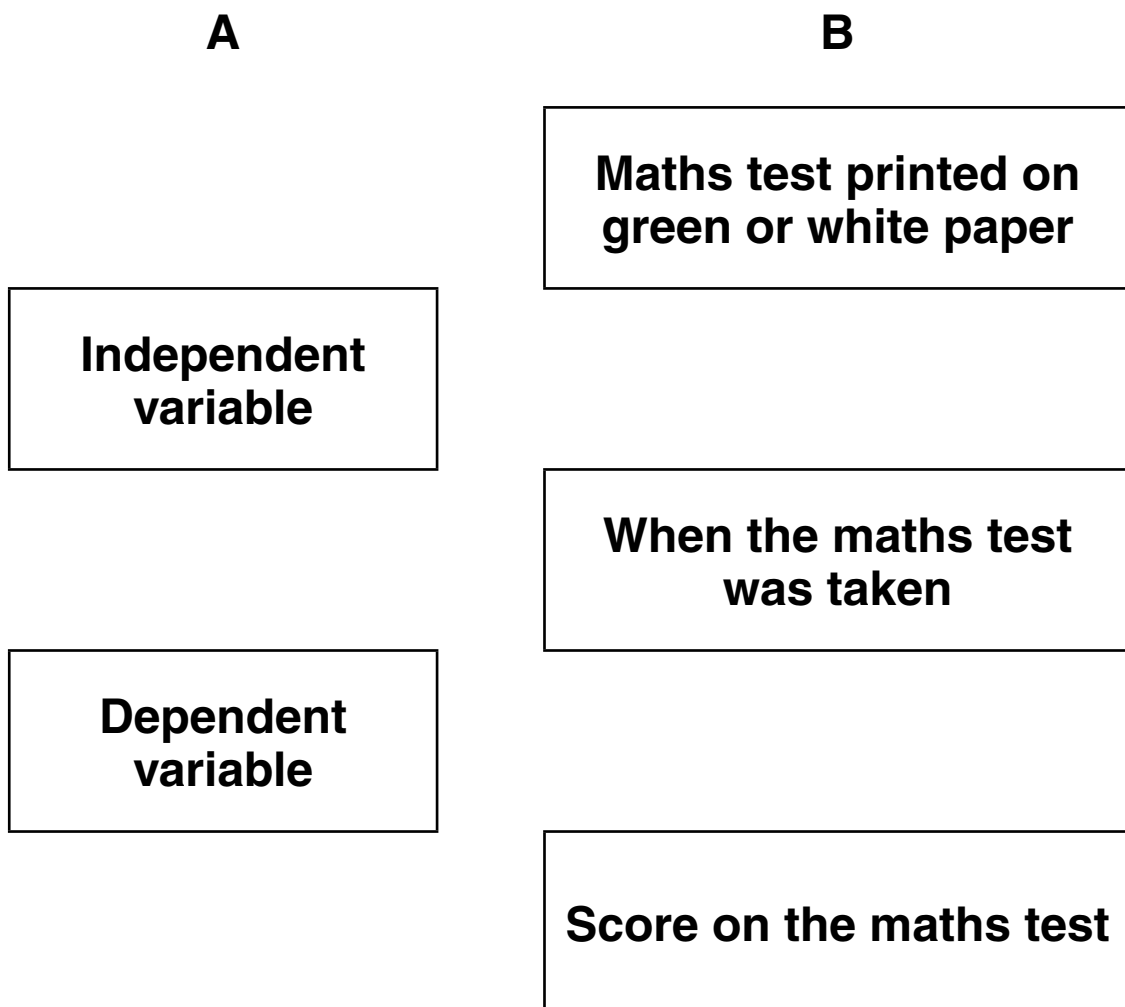 A
B
Maths test printed on
green or white paper
Independent
variable
When the maths test
was taken
Dependent
variable
Score on the maths test